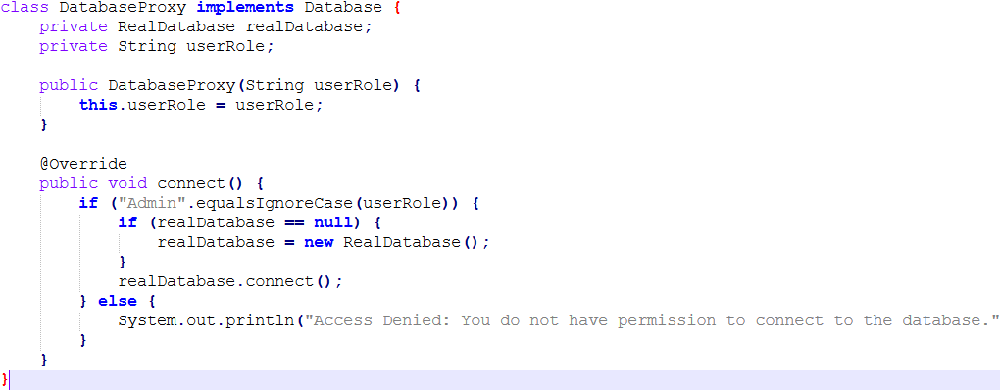 class DatabaseProxy implements Database {
    private RealDatabase realDatabase;
    private String userRole;

    public DatabaseProxy(String userRole) {
        this.userRole = userRole;
    }

    @Override
    public void connect() {
        if ("Admin".equalsIgnoreCase(userRole)) {
            if (realDatabase == null) {
                realDatabase = new RealDatabase();
            }
            realDatabase.connect();
        } else {
            System.out.println("Access Denied: You do not have permission to connect to the database."
        }
    }
}